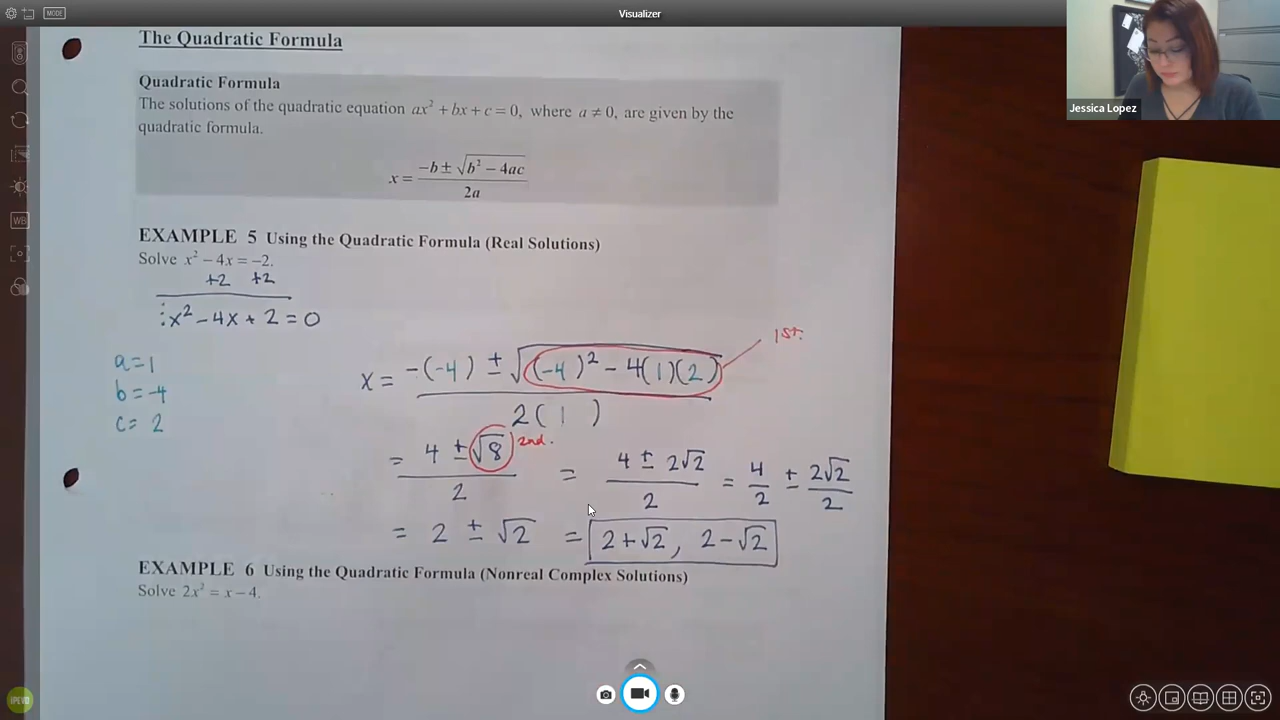 MODE
Visualizer
WB
Jessica Lopez
The Quadratic Formula
Quadratic Formula
The solutions of the quadratic equation ax² + bx + c = 0, where a ≠ 0, are given by the
quadratic formula.
x = (-b ± √(b² - 4ac)) / 2a
EXAMPLE 5 Using the Quadratic Formula (Real Solutions)
Solve x² - 4x = -2.
+2 +2
x² - 4x + 2 = 0
a = 1
b = -4
c = 2
x = (-(-4) ± √((-4)² - 4(1)(2))) / 2(1)
1st.
= (4 ± √8) / 2 = (4 ± 2√2) / 2 = 4/2 ± 2√2/2
2nd.
= 2 ± √2 = 2+√2, 2-√2
EXAMPLE 6 Using the Quadratic Formula (Nonreal Complex Solutions)
Solve 2x² = x - 4.
IPEVO